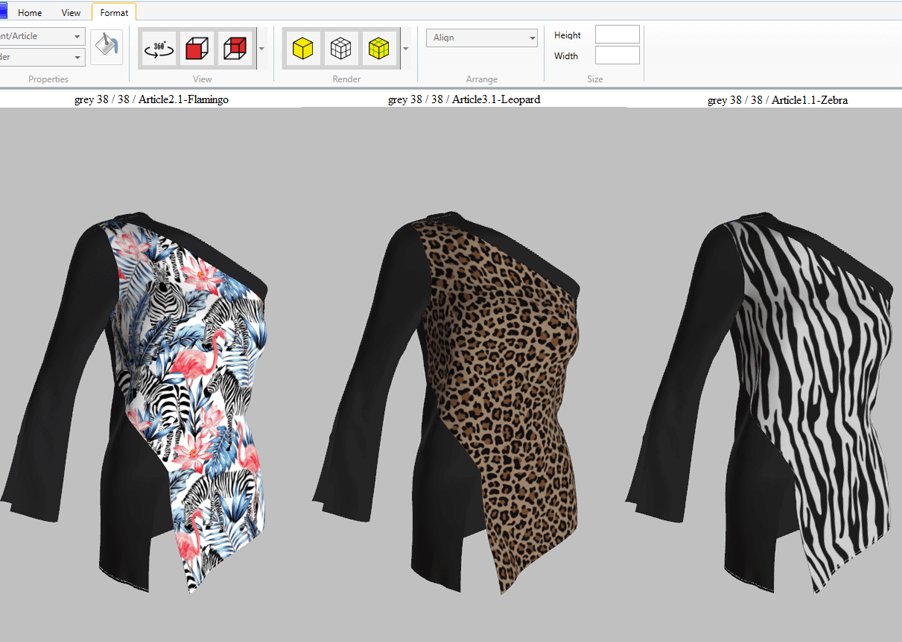 Home View Format
nt/Article
der
Properties
360°
View
Render
Align
Arrange
Height
Width
Size
grey 38 / 38 / Article2.1-Flamingo
grey 38 / 38 / Article3.1-Leopard
grey 38 / 38 / Article1.1-Zebra